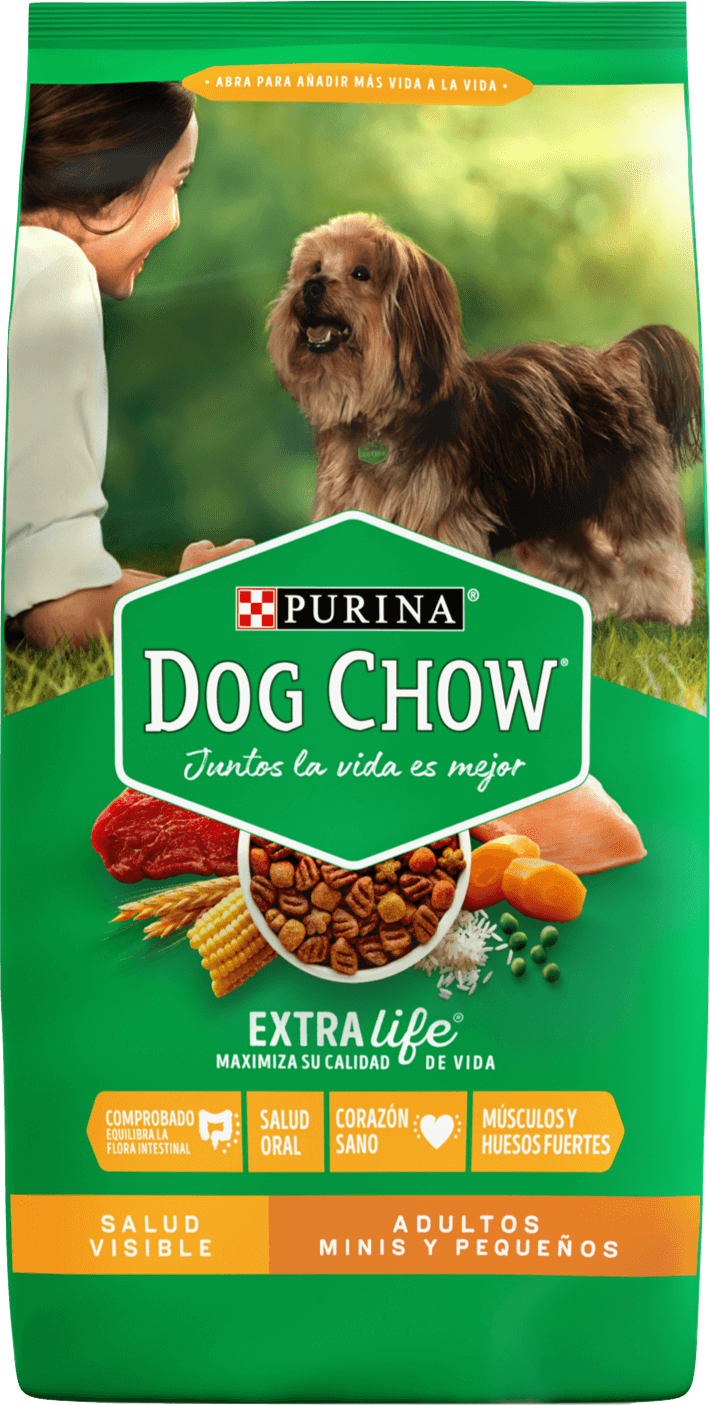 • ABRA PARA AÑADIR MÁS VIDA A LA VIDA •
PURINA®
DOG CHOW®
Juntos la vida es mejor
EXTRA life®
MAXIMIZA SU CALIDAD DE VIDA
COMPROBADO
EQUILIBRA LA
FLORA INTESTINAL
SALUD
ORAL
CORAZÓN
SANO
MÚSCULOS Y
HUESOS FUERTES
SALUD
VISIBLE
ADULTOS
MINIS Y PEQUEÑOS